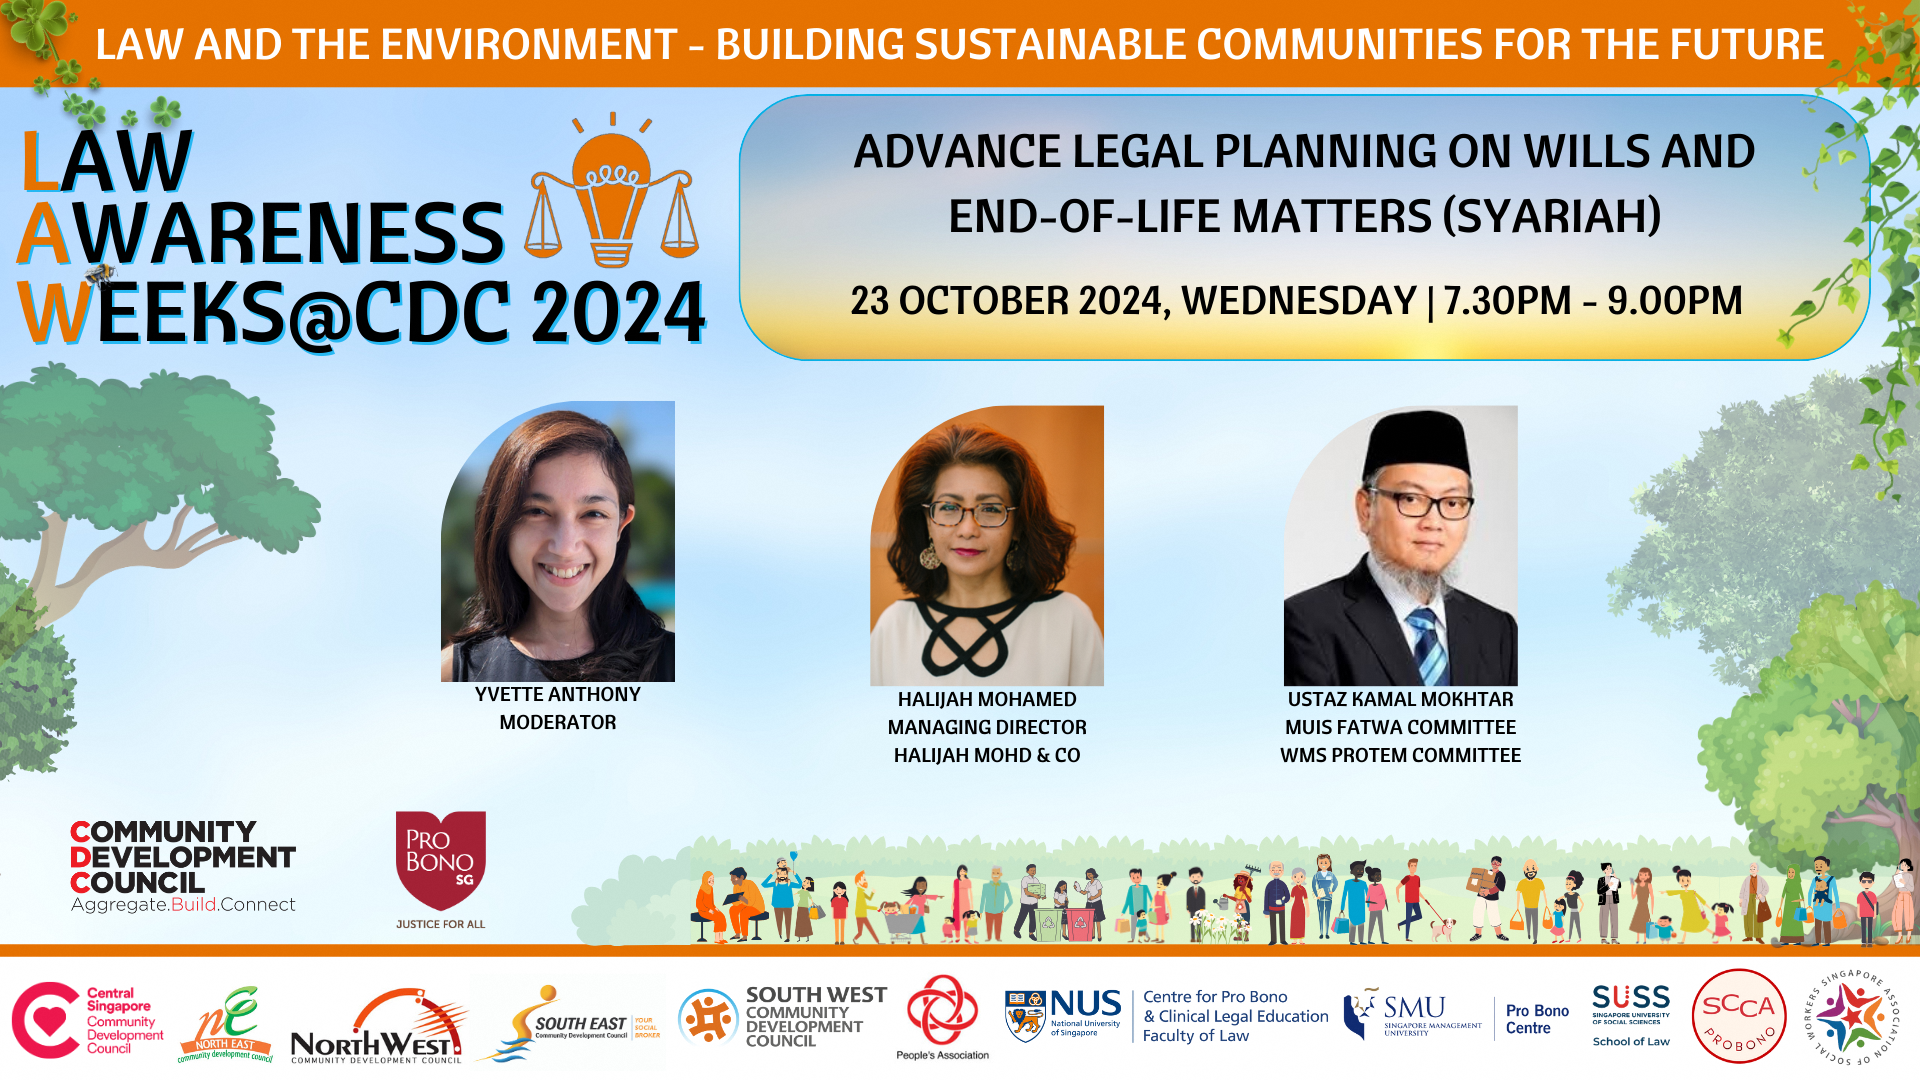 LAW AND THE ENVIRONMENT - BUILDING SUSTAINABLE COMMUNITIES FOR THE FUTURE
LAW
AWARENESS
WEEKS@CDC 2024
ADVANCE LEGAL PLANNING ON WILLS AND
END-OF-LIFE MATTERS (SYARIAH)
23 OCTOBER 2024, WEDNESDAY | 7.30PM - 9.00PM
YVETTE ANTHONY
MODERATOR
HALIJAH MOHAMED
MANAGING DIRECTOR
HALIJAH MOHD & CO
USTAZ KAMAL MOKHTAR
MUIS FATWA COMMITTEE
WMS PROTEM COMMITTEE
COMMUNITY
DEVELOPMENT
COUNCIL
Aggregate.Build.Connect
PRO
BONO
SG
JUSTICE FOR ALL
Central
Singapore
Community
Development
Council
ne
NORTH EAST
community development council
NORTHWEST
COMMUNITY DEVELOPMENT COUNCIL
SOUTH EAST
Community Development Council
YOUR
SOCIAL
BROKER
SOUTH WEST
COMMUNITY
DEVELOPMENT
COUNCIL
People's Association
NUS
National University
of Singapore
Centre for Pro Bono
& Clinical Legal Education
Faculty of Law
SMU
SINGAPORE MANAGEMENT
UNIVERSITY
Pro Bono
Centre
SUSS
SINGAPORE UNIVERSITY
OF SOCIAL SCIENCES
School of Law
SCCA
PROBONO
SINGAPORE ASSOCIATION OF SOCIAL WORKERS